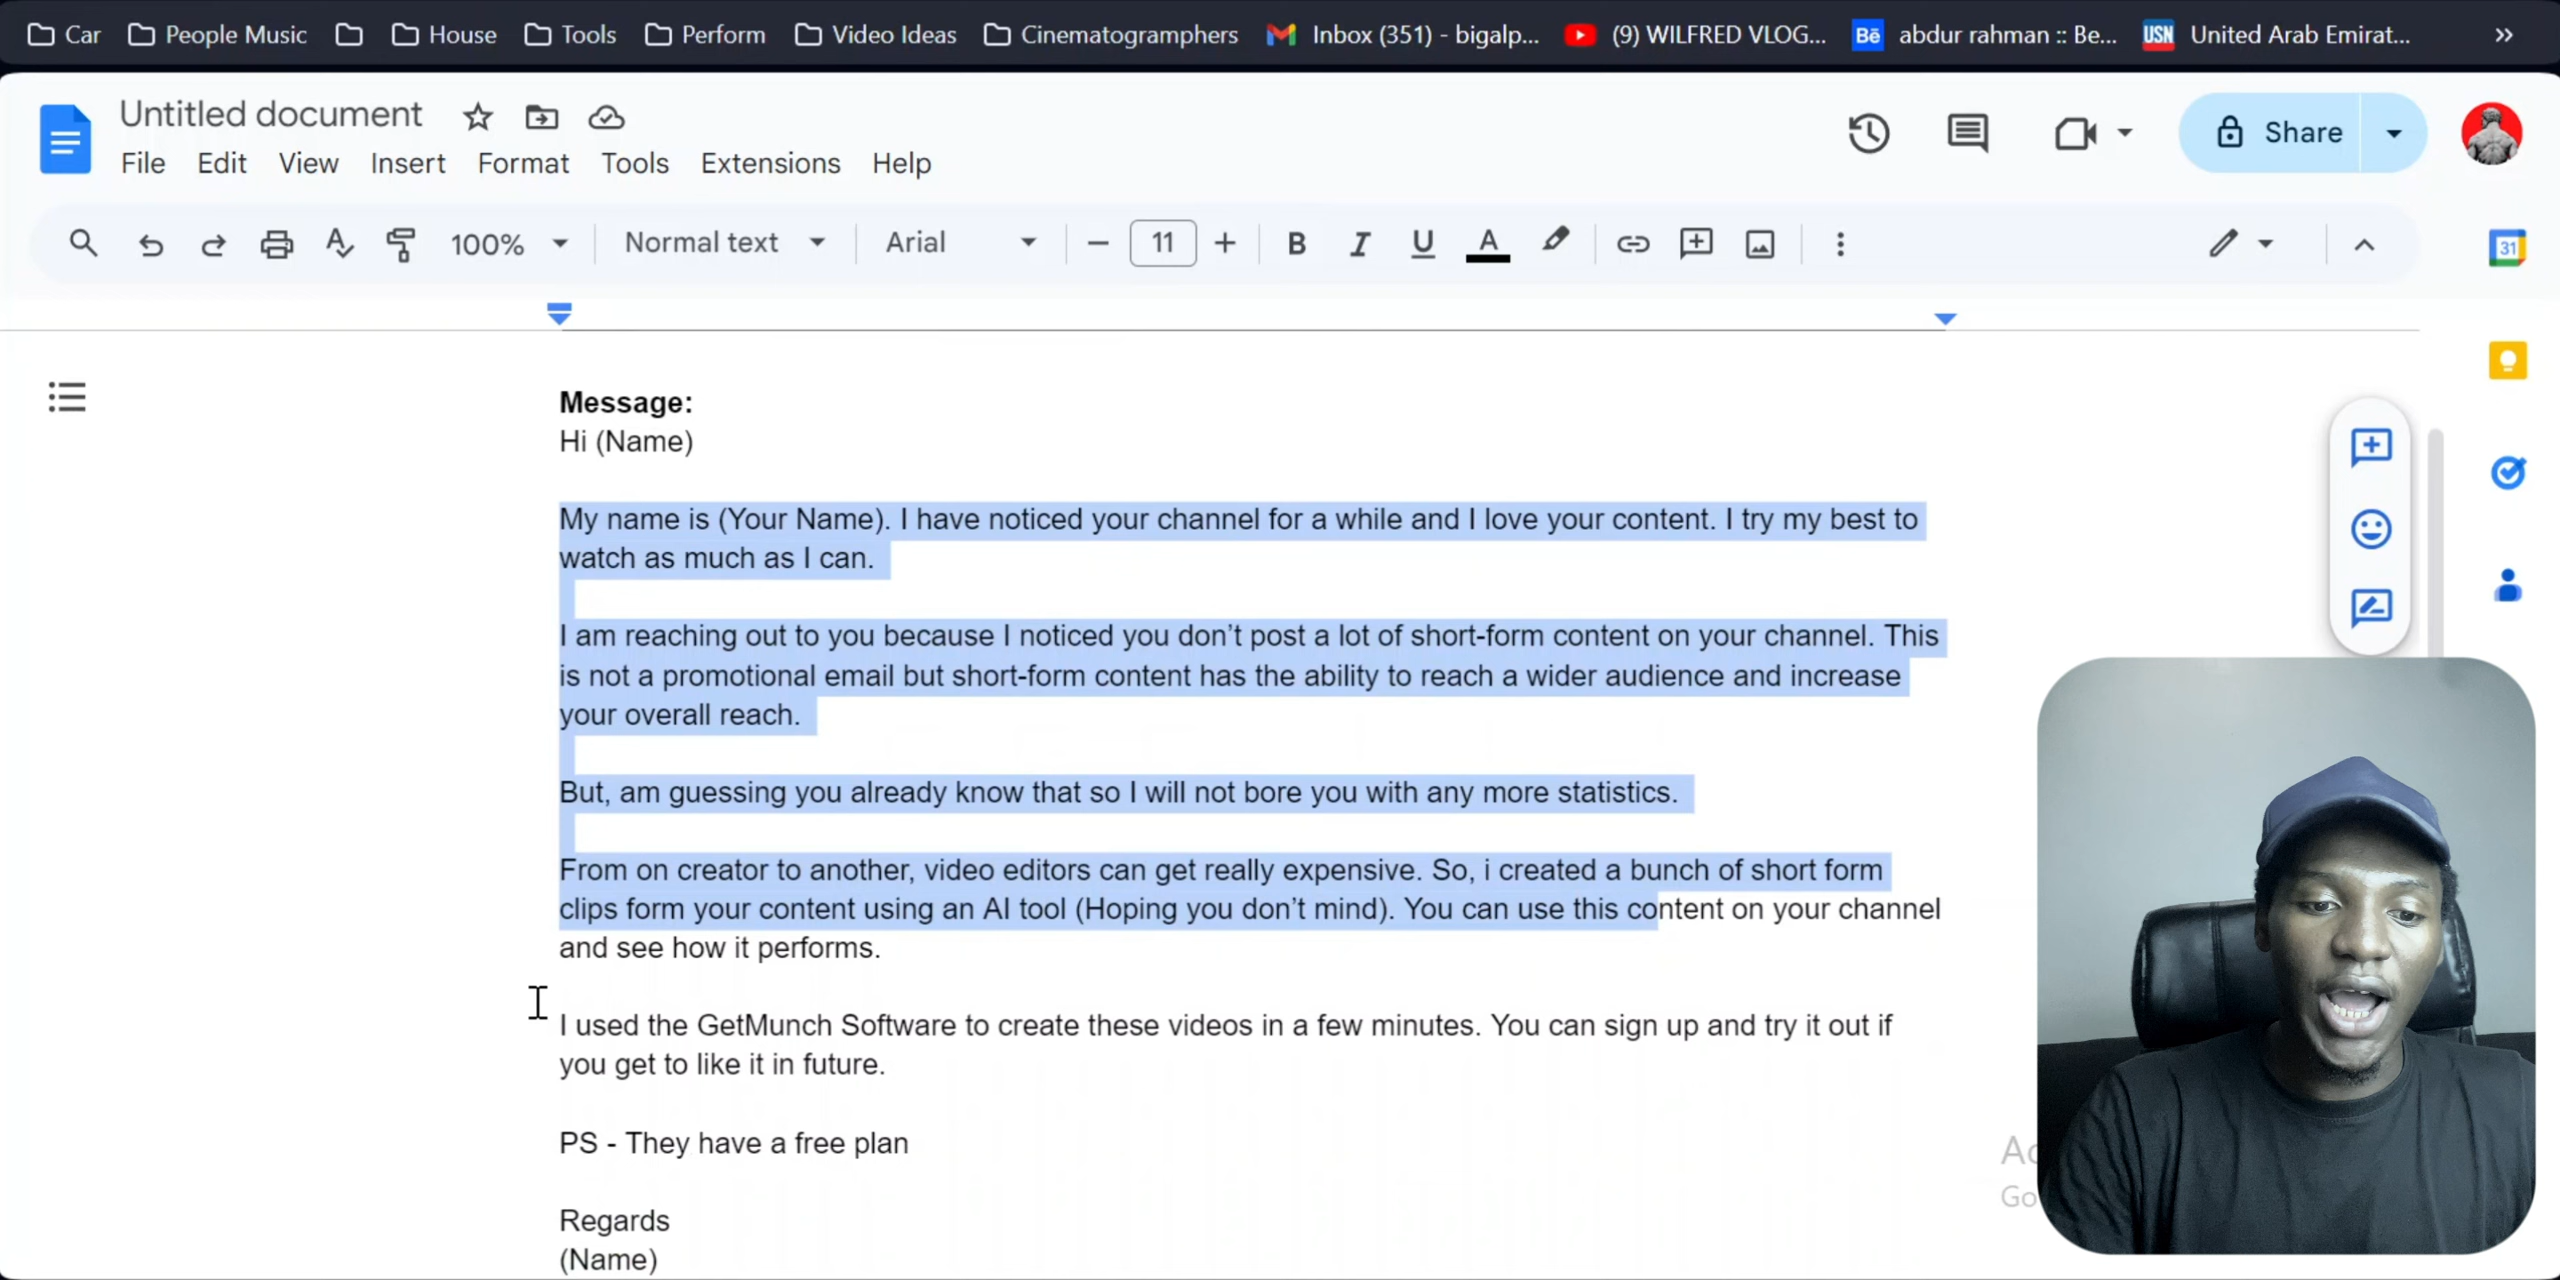 Car People Music House Tools Perform Video Ideas Cinematogramphers Inbox (351) - bigalp... (9) WILFRED VLOG... Bē abdur rahman :: Be... USN United Arab Emirat... »
Untitled document
File Edit View Insert Format Tools Extensions Help
Share
100% Normal text Arial 11 B I U A
31
Message:
Hi (Name)
My name is (Your Name). I have noticed your channel for a while and I love your content. I try my best to
watch as much as I can.
I am reaching out to you because I noticed you don’t post a lot of short-form content on your channel. This
is not a promotional email but short-form content has the ability to reach a wider audience and increase
your overall reach.
But, am guessing you already know that so I will not bore you with any more statistics.
From on creator to another, video editors can get really expensive. So, i created a bunch of short form
clips form your content using an AI tool (Hoping you don’t mind). You can use this content on your channel
and see how it performs.
I used the GetMunch Software to create these videos in a few minutes. You can sign up and try it out if
you get to like it in future.
PS - They have a free plan
Regards
(Name)